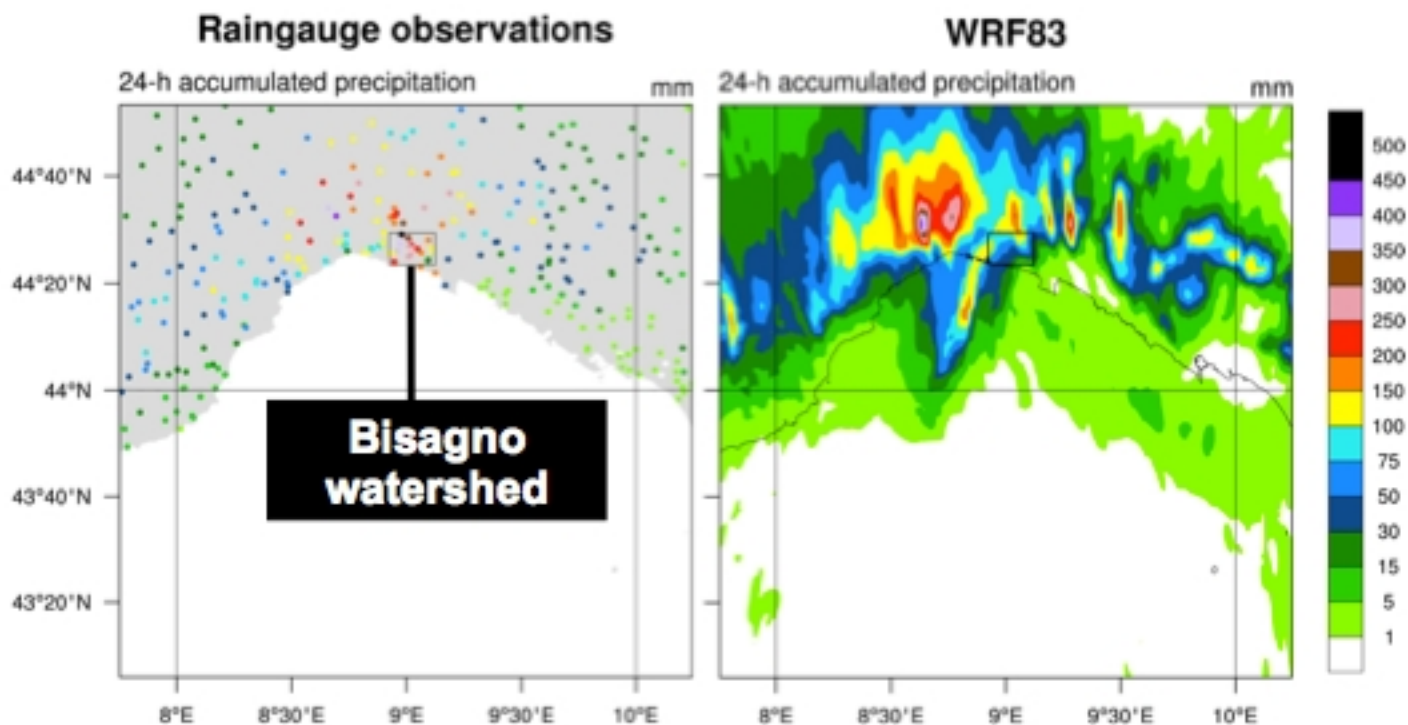 Raingauge observations
24-h accumulated precipitation mm
44°40'N
44°20'N
44°N
43°40'N
43°20'N
8°E 8°30'E 9°E 9°30'E 10°E
Bisagno
watershed
WRF83
24-h accumulated precipitation mm
8°E 8°30'E 9°E 9°30'E 10°E
500
450
400
350
300
250
200
150
100
75
50
30
15
5
1